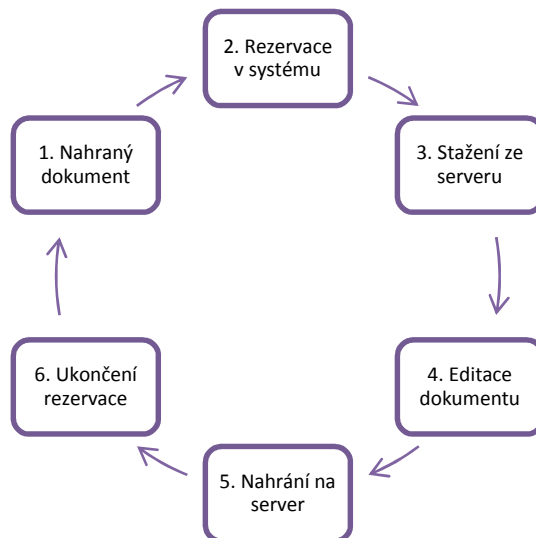 2. Rezervace
v systému
1. Nahraný
dokument
3. Stažení ze
serveru
6. Ukončení
rezervace
4. Editace
dokumentu
5. Nahrání na
server